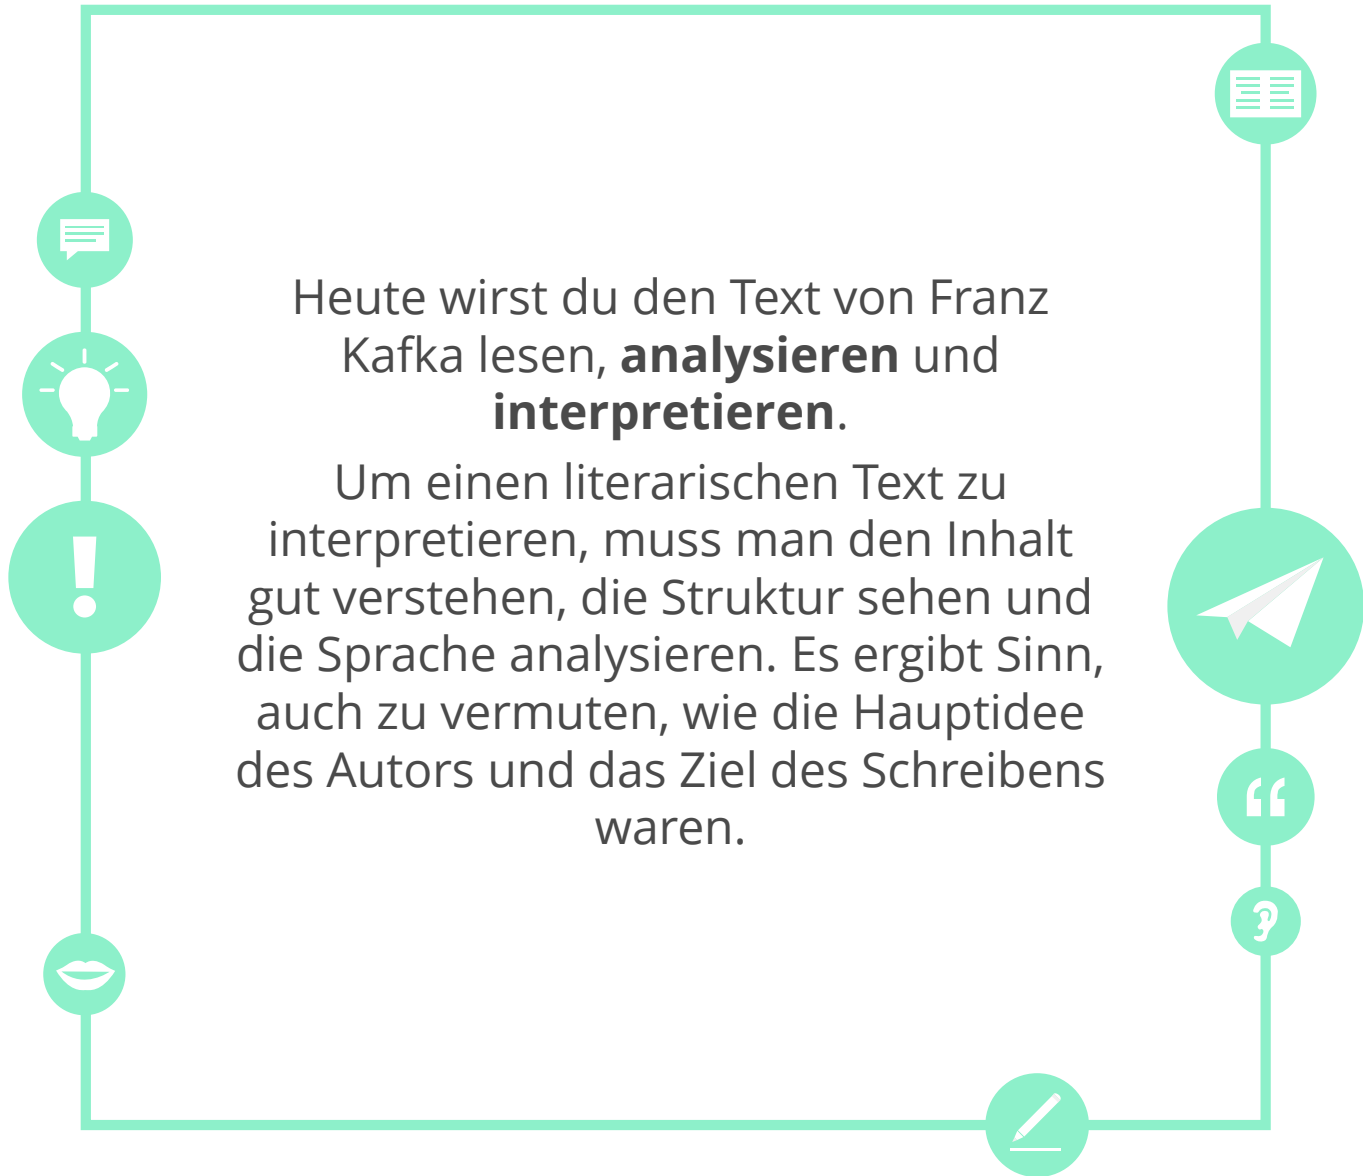 Heute wirst du den Text von Franz
Kafka lesen, analysieren und
interpretieren.
Um einen literarischen Text zu
interpretieren, muss man den Inhalt
gut verstehen, die Struktur sehen und
die Sprache analysieren. Es ergibt Sinn,
auch zu vermuten, wie die Hauptidee
des Autors und das Ziel des Schreibens
waren.